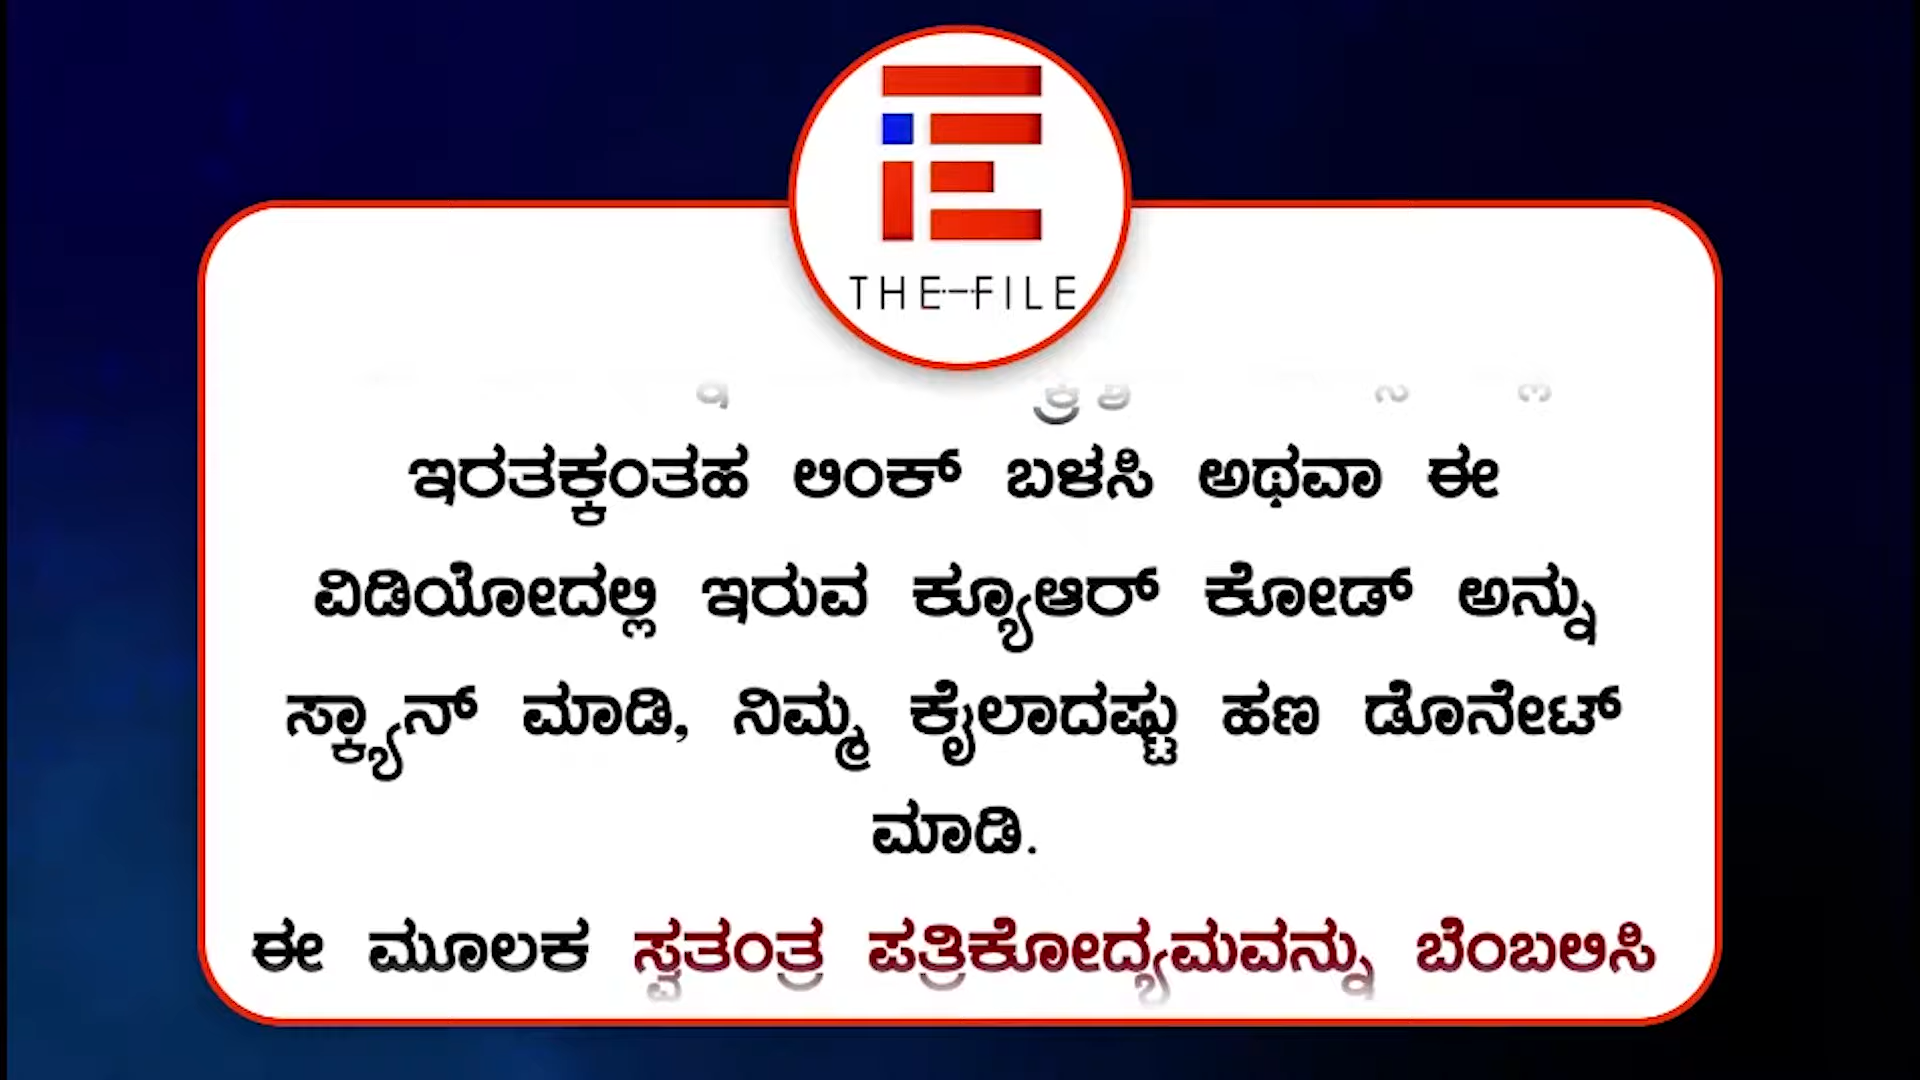 THE-FILE
ಇರತಕ್ಕಂತಹ ಲಿಂಕ್ ಬಳಸಿ ಅಥವಾ ಈ
ವಿಡಿಯೋದಲ್ಲಿ ಇರುವ ಕ್ಯೂಆರ್ ಕೋಡ್ ಅನ್ನು
ಸ್ಕ್ಯಾನ್ ಮಾಡಿ, ನಿಮ್ಮ ಕೈಲಾದಷ್ಟು ಹಣ ಡೊನೇಟ್
ಮಾಡಿ.
ಈ ಮೂಲಕ ಸ್ವತಂತ್ರ ಪತ್ರಿಕೋದ್ಯಮವನ್ನು ಬೆಂಬಲಿಸಿ